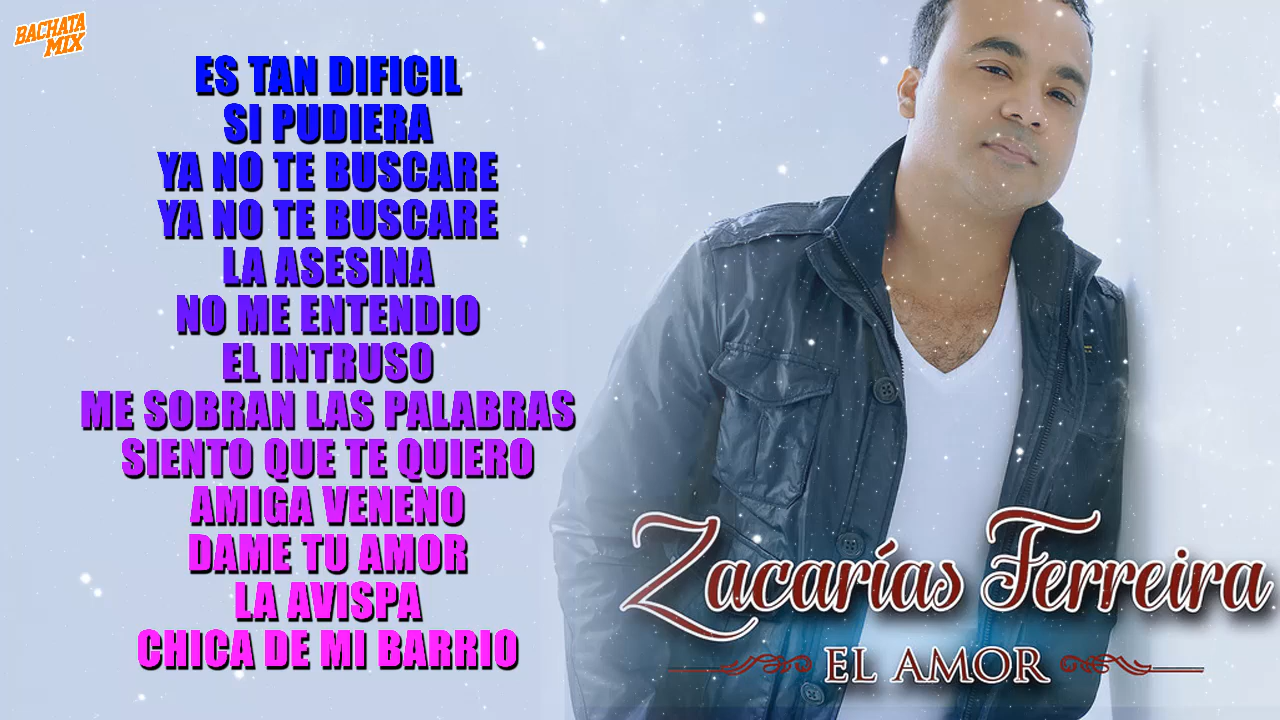 BACHATA
MIX
ES TAN DIFICIL
SI PUDIERA
YA NO TE BUSCARE
YA NO TE BUSCARE
LA ASESINA
NO ME ENTENDIO
EL INTRUSO
ME SOBRAN LAS PALABRAS
SIENTO QUE TE QUIERO
AMIGA VENENO
DAME TU AMOR
LA AVISPA
CHICA DE MI BARRIO
Zacarías Ferreira
EL AMOR